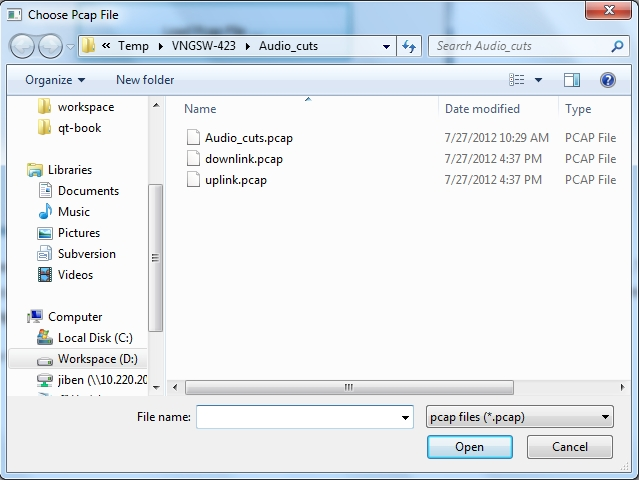 Choose Pcap File
« Temp ▸ VNGSW-423 ▸ Audio_cuts
Search Audio_cuts
Organize
New folder
workspace
qt-book
Libraries
Documents
Music
Pictures
Subversion
Videos
Computer
Local Disk (C:)
Workspace (D:)
jiben (\\10.220.20
Name Date modified Type
Audio_cuts.pcap 7/27/2012 10:29 AM PCAP File
downlink.pcap 7/27/2012 4:37 PM PCAP File
uplink.pcap 7/27/2012 4:37 PM PCAP File
File name:
pcap files (*.pcap)
Open
Cancel